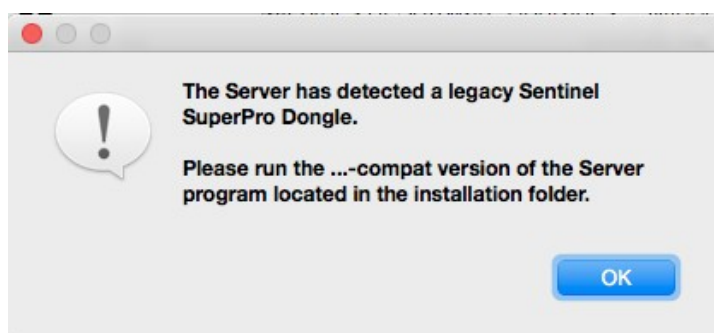 The Server has detected a legacy Sentinel
SuperPro Dongle.
Please run the ...-compat version of the Server
program located in the installation folder.
OK